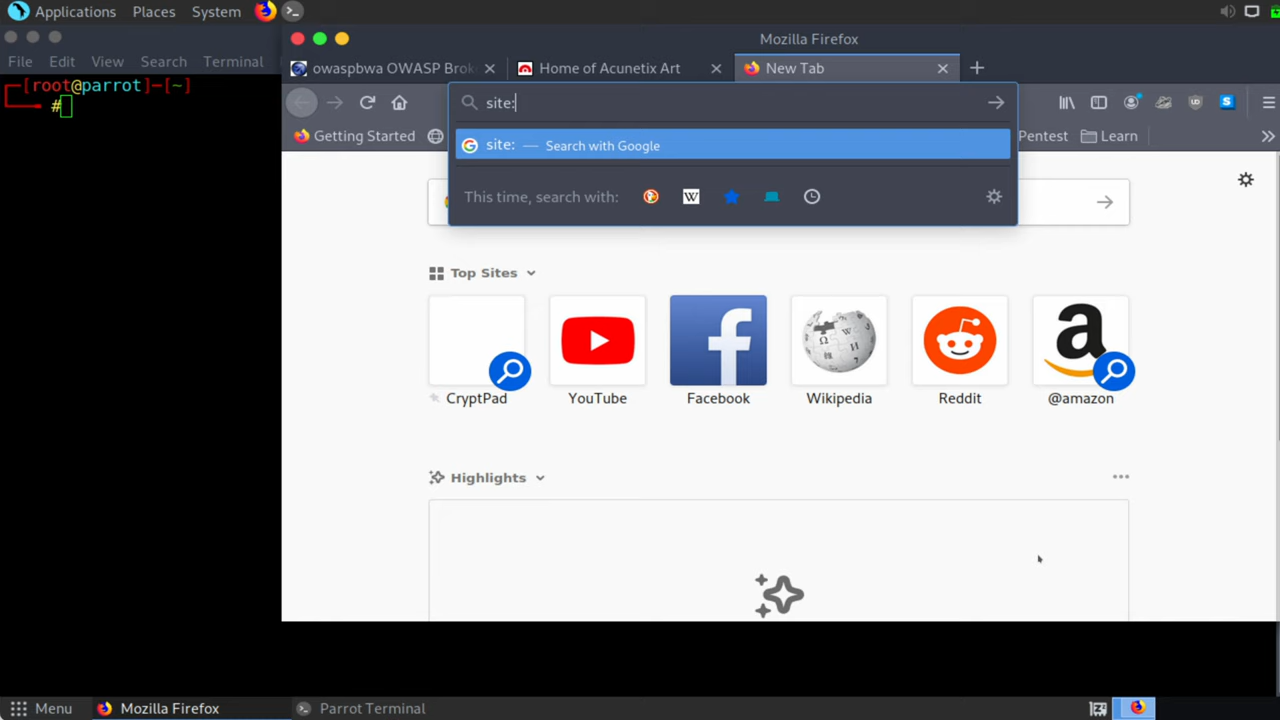 Applications Places System
Mozilla Firefox
File Edit View Search Terminal
owaspbwa OWASP Brok
Home of Acunetix Art
New Tab
[root@parrot]-[~]
#
site:
Getting Started
Pentest
Learn
site: — Search with Google
This time, search with:
W
Top Sites
CryptPad
YouTube
Facebook
Wikipedia
Reddit
@amazon
Highlights
Menu
Mozilla Firefox
Parrot Terminal